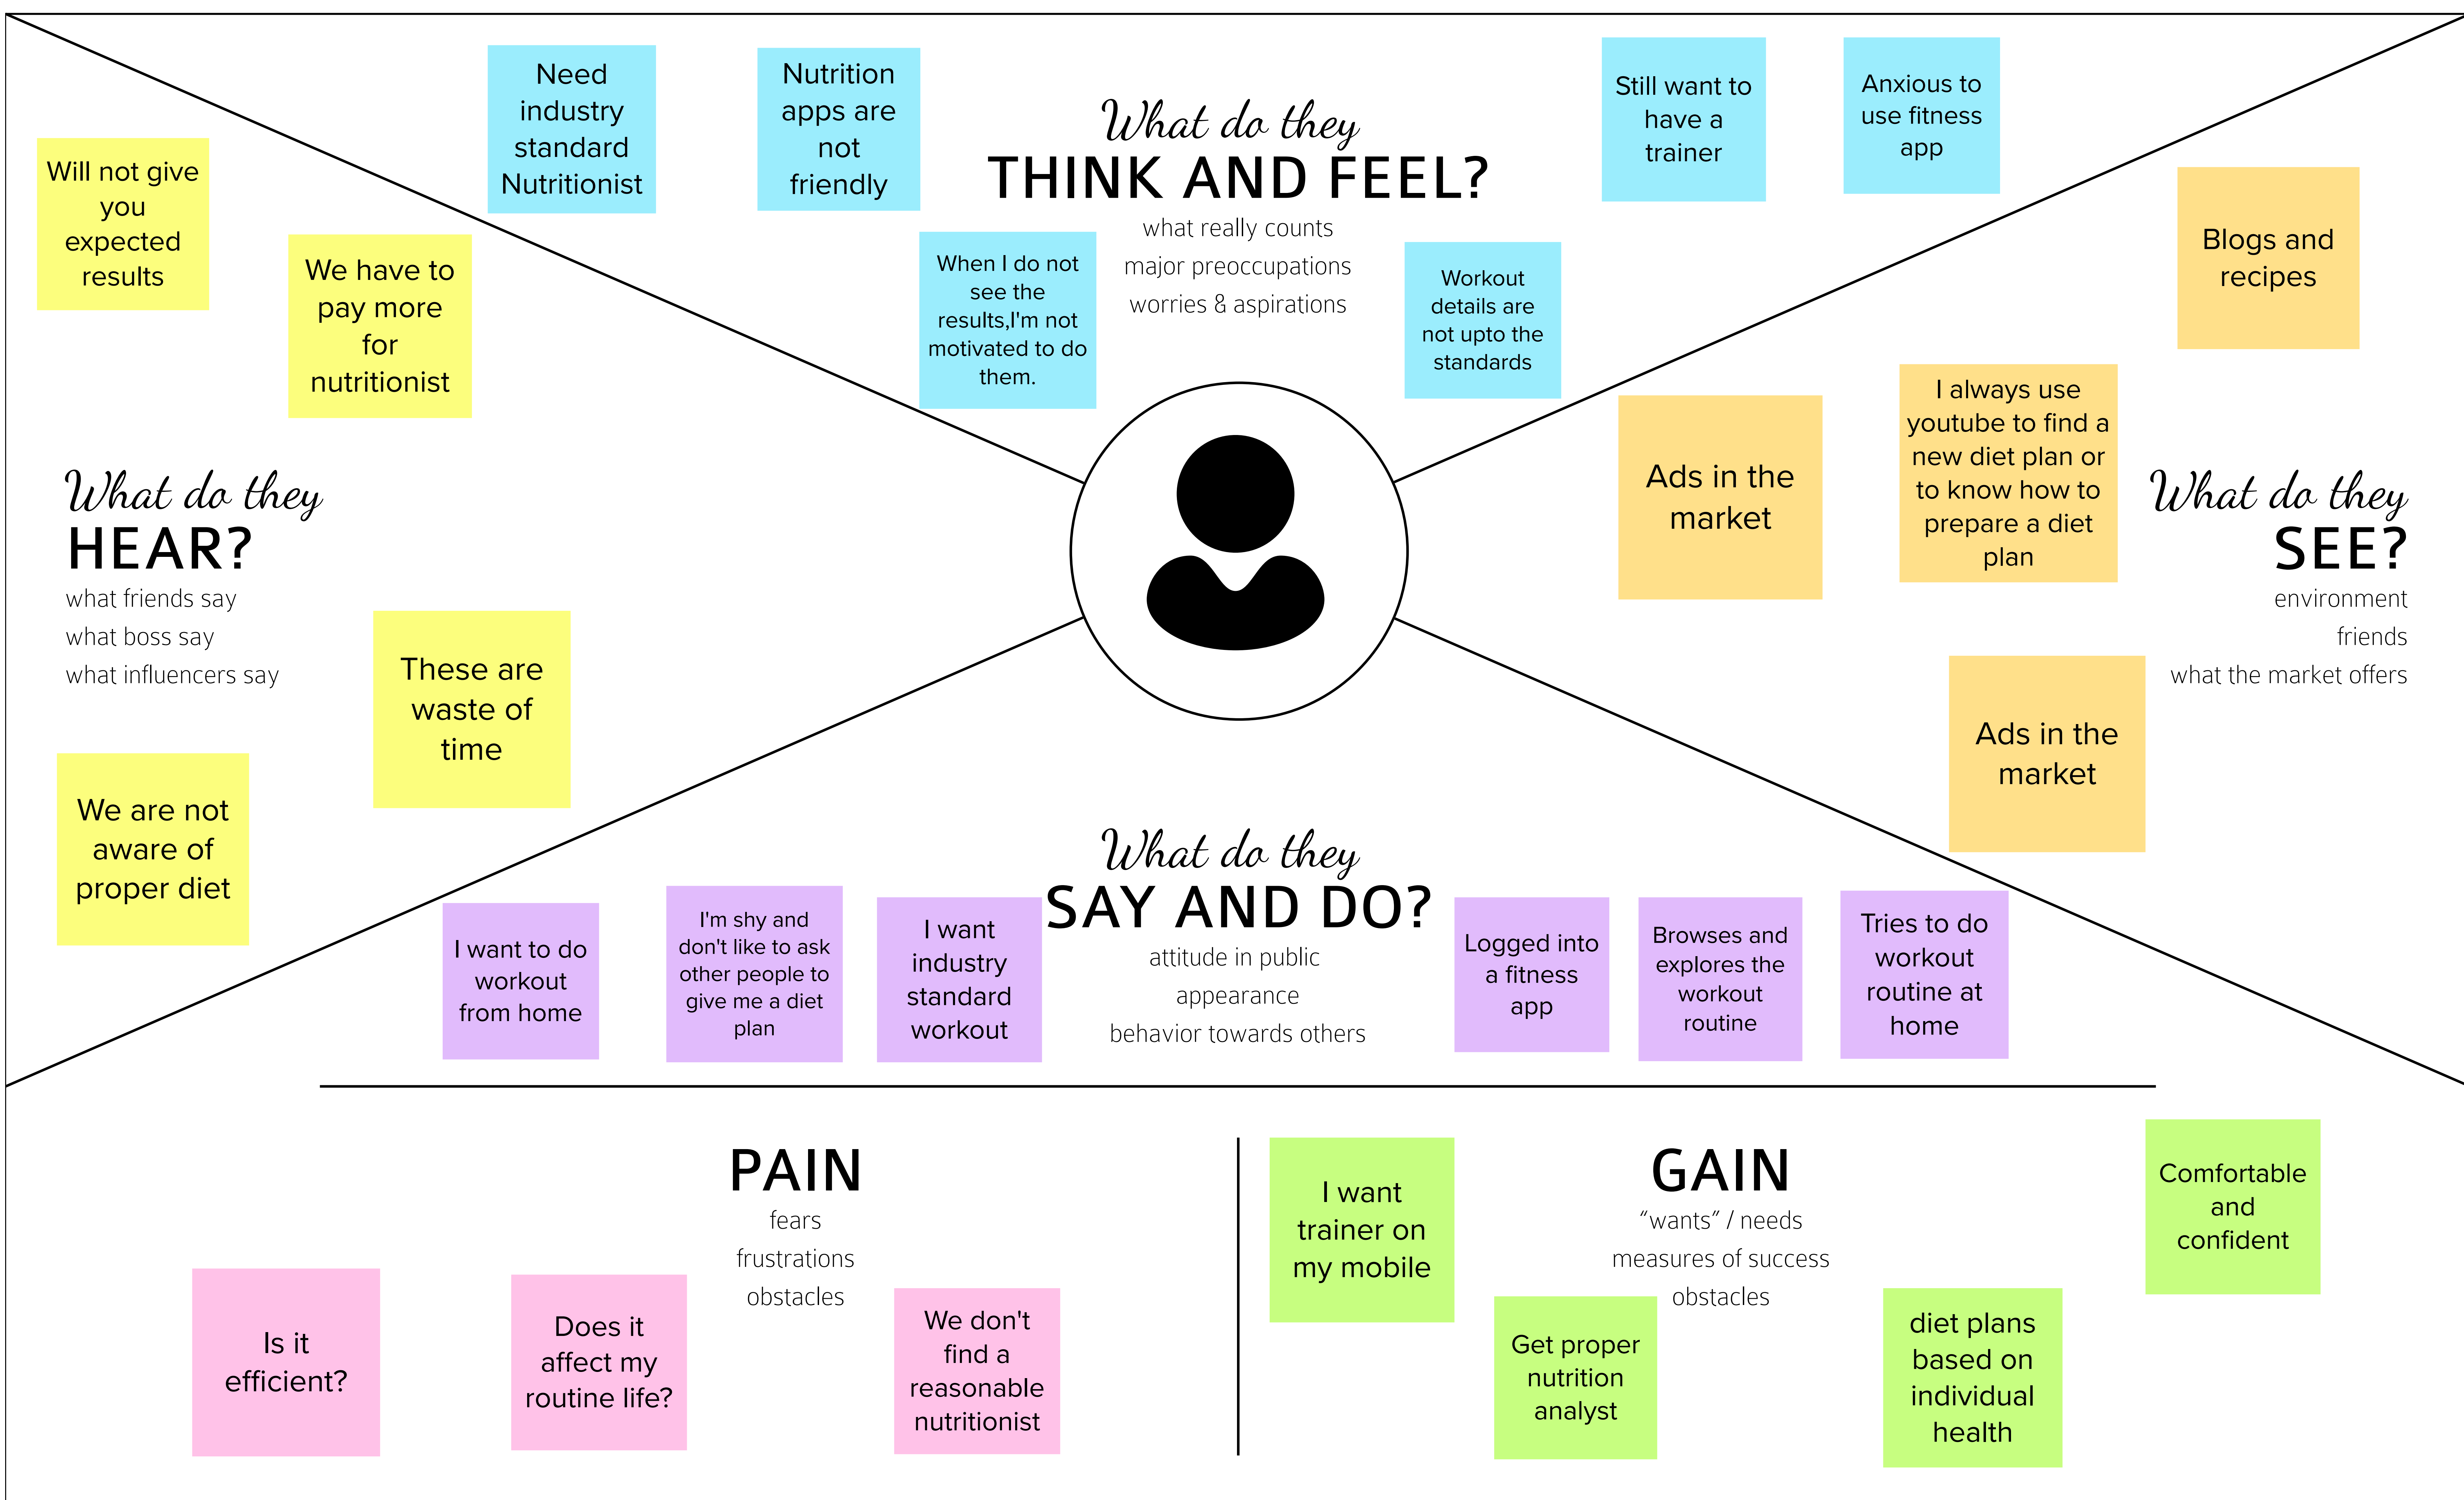 Need
industry
standard
Nutritionist
Nutrition
apps are
not
friendly
What do they
THINK AND FEEL?
what really counts
major preoccupations
worries & aspirations
When I do not
see the
results,I'm not
motivated to do
them.
Workout
details are
not upto the
standards
Still want to
have a
trainer
Anxious to
use fitness
app
Will not give
you
expected
results
We have to
pay more
for
nutritionist
What do they
HEAR?
what friends say
what boss say
what influencers say
These are
waste of
time
We are not
aware of
proper diet
Blogs and
recipes
Ads in the
market
I always use
youtube to find a
new diet plan or
to know how to
prepare a diet
plan
What do they
SEE?
environment
friends
what the market offers
Ads in the
market
What do they
SAY AND DO?
attitude in public
appearance
behavior towards others
I want to do
workout
from home
I'm shy and
don't like to ask
other people to
give me a diet
plan
I want
industry
standard
workout
Logged into
a fitness
app
Browses and
explores the
workout
routine
Tries to do
workout
routine at
home
PAIN
fears
frustrations
obstacles
Is it
efficient?
Does it
affect my
routine life?
We don't
find a
reasonable
nutritionist
GAIN
“wants” / needs
measures of success
obstacles
I want
trainer on
my mobile
Get proper
nutrition
analyst
diet plans
based on
individual
health
Comfortable
and
confident